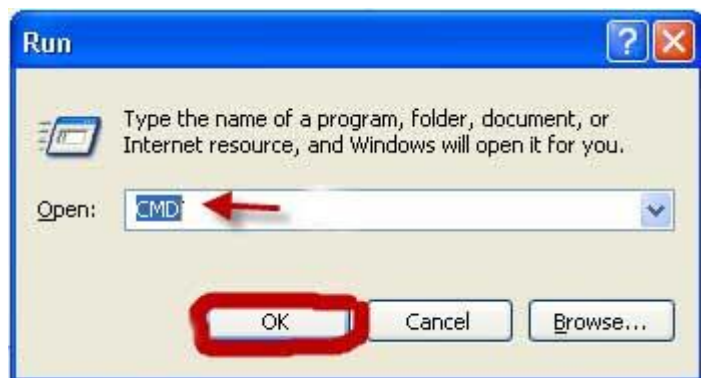 Run
Type the name of a program, folder, document, or
Internet resource, and Windows will open it for you.
Open: CMD
OK Cancel Browse...